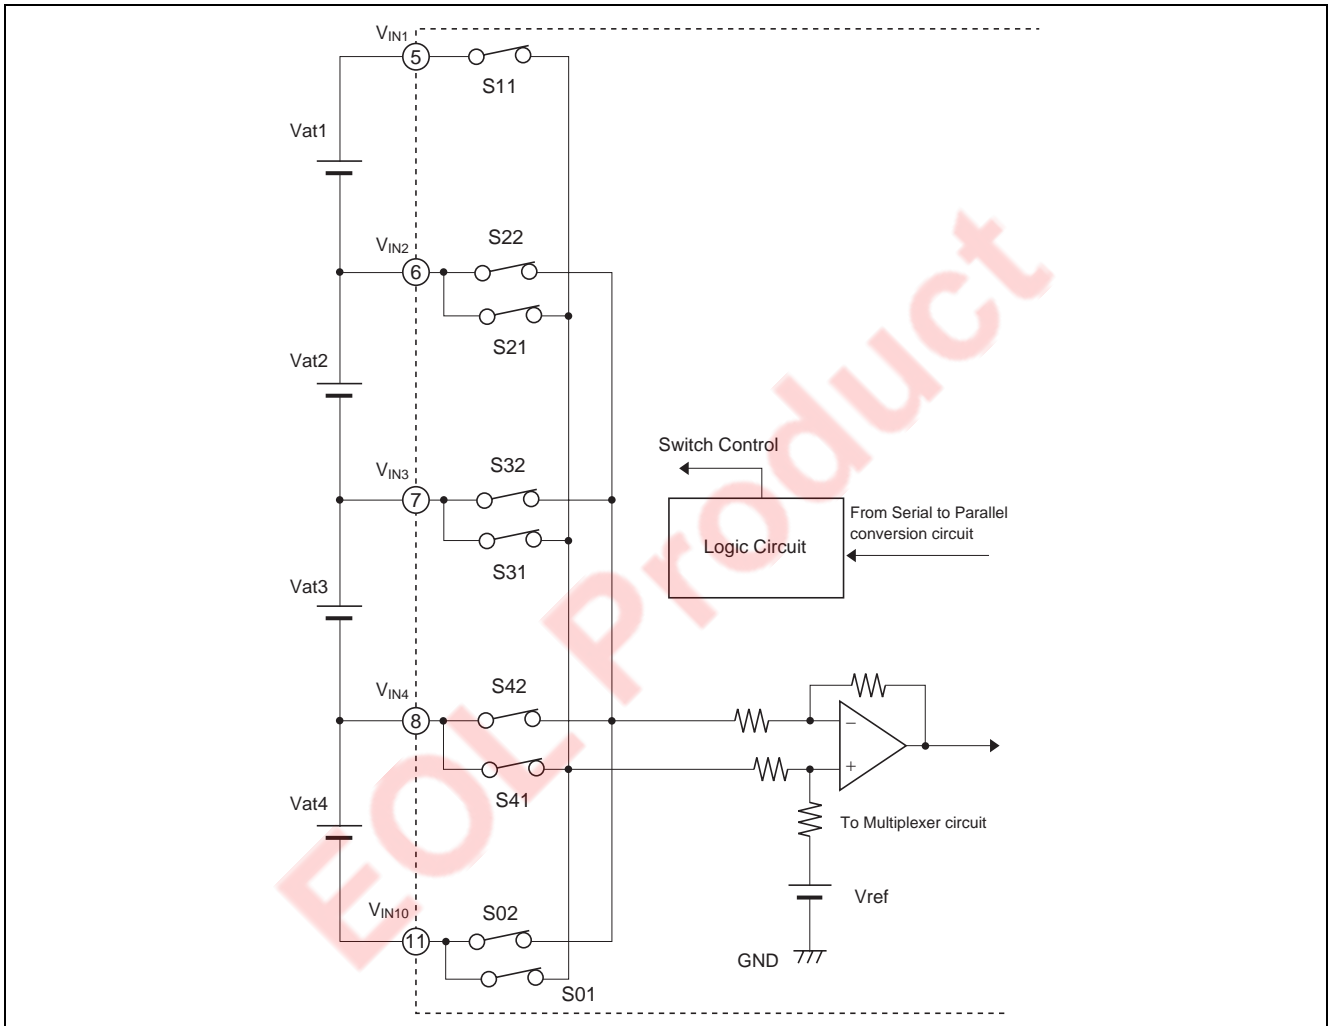 VIN1
5
S11
Vat1
S22
VIN2
6
S21
Vat2
Switch Control
S32
VIN3
7
From Serial to Parallel
conversion circuit
Logic Circuit
S31
Vat3
S42
VIN4
8
−
+
S41
Vat4
To Multiplexer circuit
Vref
VIN10
S02
11
GND
S01
EOL Product